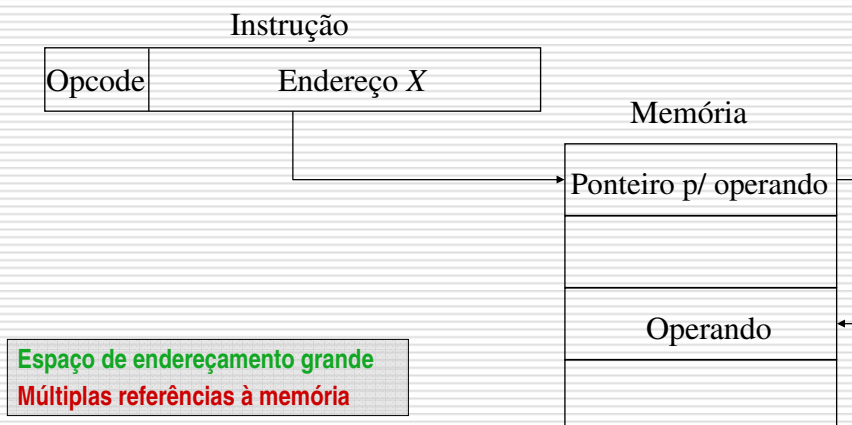 Instrução
Opcode
Endereço X
Memória
Ponteiro p/ operando
Operando
Espaço de endereçamento grande
Múltiplas referências à memória